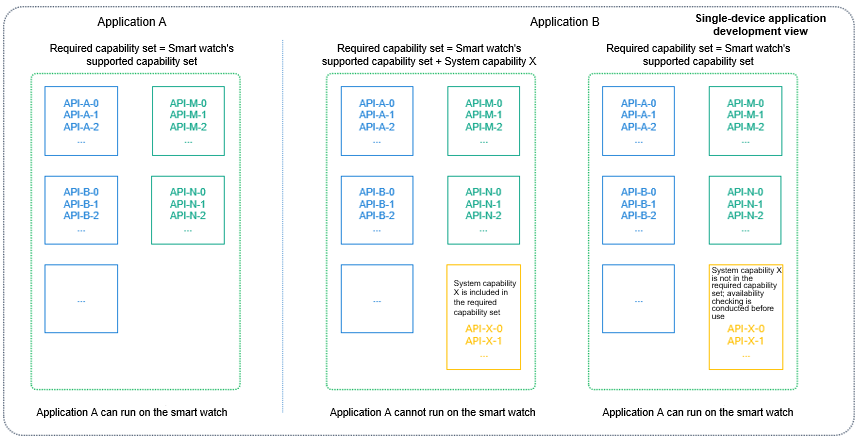 Application A
Application B
Single-device application
development view
Required capability set = Smart watch's
supported capability set
Required capability set = Smart watch's
supported capability set + System capability X
Required capability set = Smart watch's
supported capability set
API-A-0
API-A-1
API-A-2
...
API-M-0
API-M-1
API-M-2
...
API-B-0
API-B-1
API-B-2
...
API-N-0
API-N-1
API-N-2
...
...
API-A-0
API-A-1
API-A-2
...
API-M-0
API-M-1
API-M-2
...
API-B-0
API-B-1
API-B-2
...
API-N-0
API-N-1
API-N-2
...
...
System capability
X is included in
the required
capability set
API-X-0
API-X-1
...
API-A-0
API-A-1
API-A-2
...
API-M-0
API-M-1
API-M-2
...
API-B-0
API-B-1
API-B-2
...
API-N-0
API-N-1
API-N-2
...
...
System capability X
is not in the
required capability
set; availability
checking is
conducted before
use
API-X-0
API-X-1
...
Application A can run on the smart watch
Application A cannot run on the smart watch
Application A can run on the smart watch